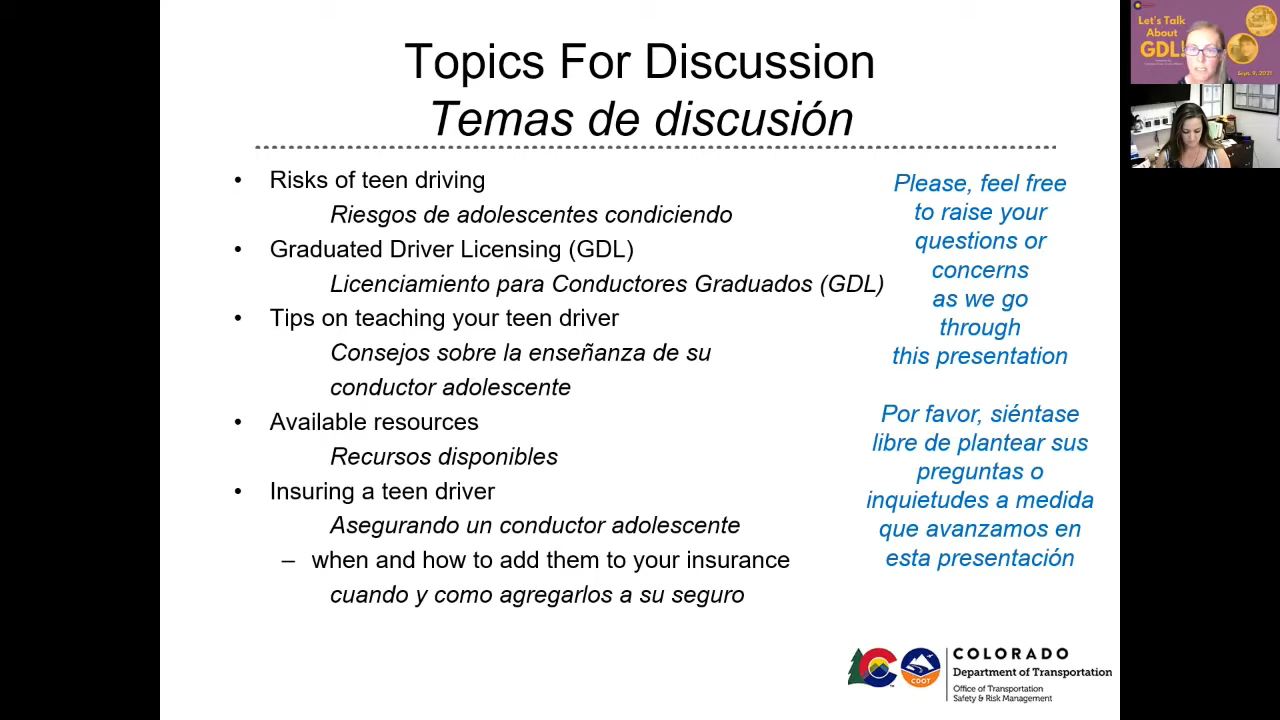 Topics For Discussion
Temas de discusión
• Risks of teen driving
Riesgos de adolescentes condiciendo
• Graduated Driver Licensing (GDL)
Licenciamiento para Conductores Graduados (GDL)
• Tips on teaching your teen driver
Consejos sobre la enseñanza de su
conductor adolescente
• Available resources
Recursos disponibles
• Insuring a teen driver
Asegurando un conductor adolescente
– when and how to add them to your insurance
cuando y como agregarlos a su seguro
Please, feel free
to raise your
questions or
concerns
as we go
through
this presentation
Por favor, siéntase
libre de plantear sus
preguntas o
inquietudes a medida
que avanzamos en
esta presentación
CDOT
COLORADO
Department of Transportation
Office of Transportation
Safety & Risk Management
Let's Talk
About
GDL!
Sept. 9, 2021